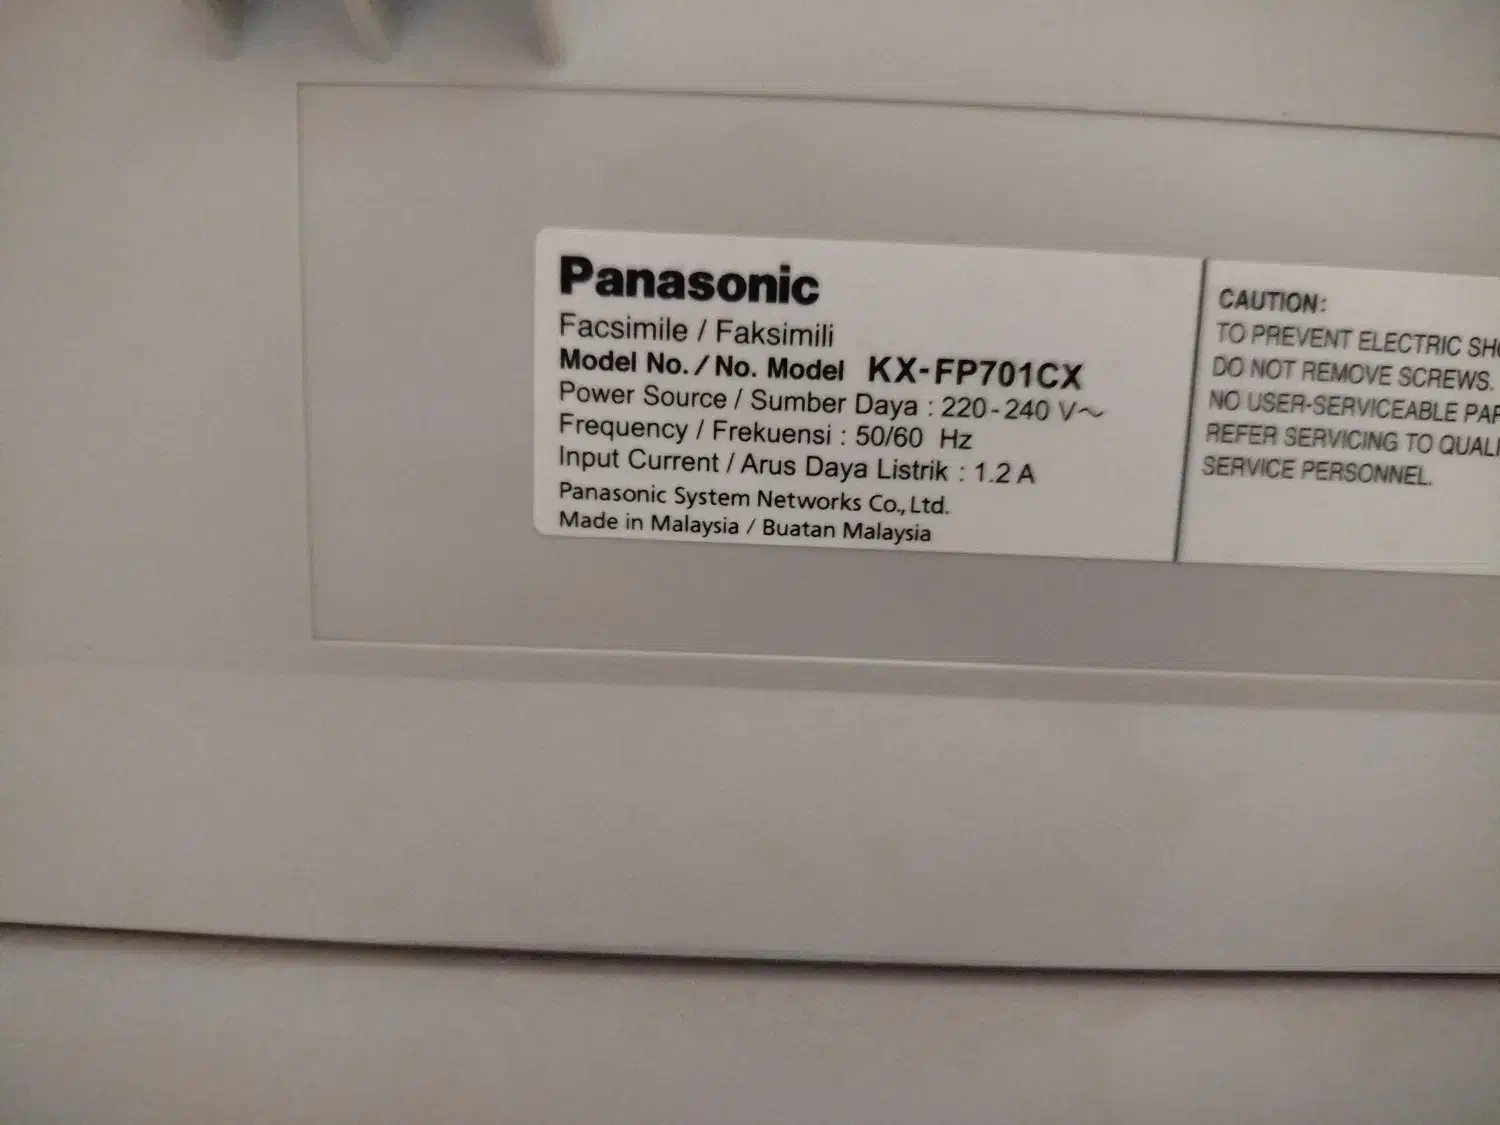 Panasonic
Facsimile / Faksimili
Model No. / No. Model KX-FP701CX
Power Source / Sumber Daya : 220-240 V~
Frequency / Frekuensi : 50/60 Hz
Input Current / Arus Daya Listrik : 1.2 A
Panasonic System Networks Co., Ltd.
Made in Malaysia / Buatan Malaysia
CAUTION:
TO PREVENT ELECTRIC
DO NOT REMOVE SCREWS.
NO USER-SERVICEABLE
REFER SERVICING TO
SERVICE PERSONNEL.